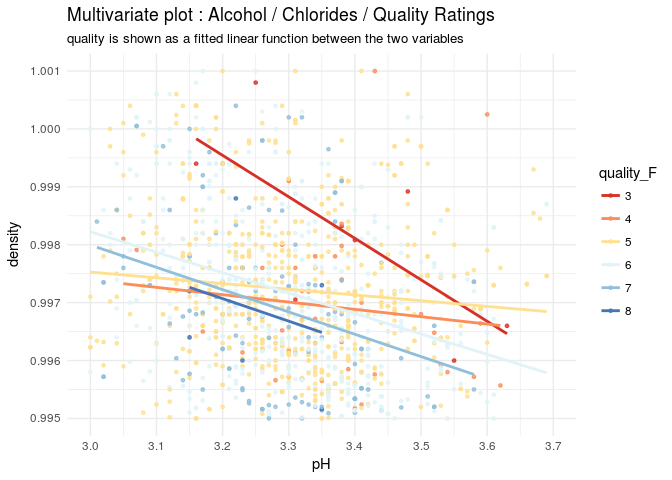 Multivariate plot : Alcohol / Chlorides / Quality Ratings
quality is shown as a fitted linear function between the two variables
1.001
1.000
0.999
0.998
0.997
0.996
0.995
density
3.0 3.1 3.2 3.3 3.4 3.5 3.6 3.7
pH
quality_F
3
4
5
6
7
8